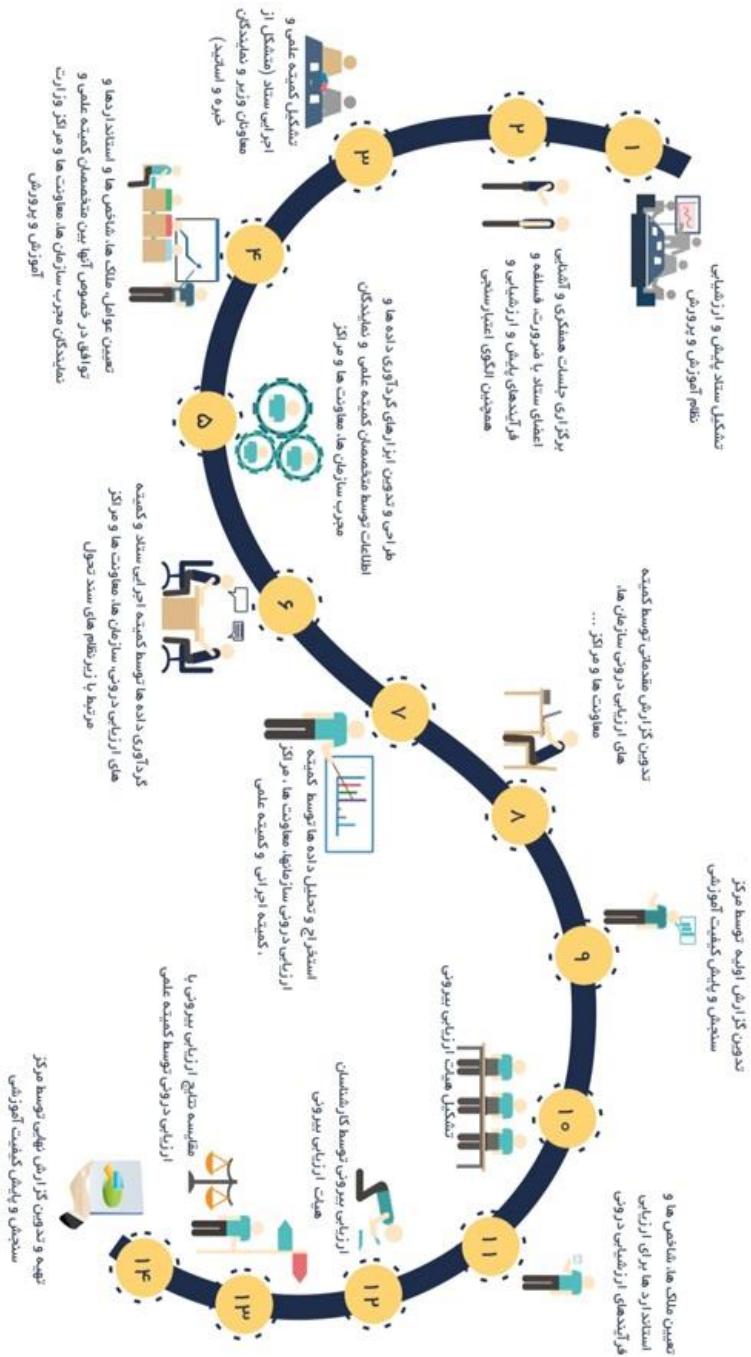 ۱
تشکیل ستاد پایش و ارزشیابی
نظام آموزش و پرورش
۲
برگزاری جلسات همفکری و آشنایی
اعضای ستاد با ضرورت، فلسفه و
فرآیندهای پایش و ارزشیابی و
همچنین الگوی اعتبارسنجی
۳
تشکیل کمیته علمی و
اجرایی ستاد (متشکل از
معاونان وزیر و نمایندگان
خبره و اساتید)
۴
تعیین عوامل، ملاک ها، شاخص ها و استانداردها و
توافق در خصوص آنها بین متخصصان کمیته علمی و
نمایندگان مجرب سازمان ها، معاونت ها و مراکز وزارت
آموزش و پرورش
۵
طراحی و تدوین ابزارهای گردآوری داده ها و
اطلاعات توسط متخصصان کمیته علمی و نمایندگان
مجرب سازمان ها، معاونت ها و مراکز
۶
گردآوری داده ها توسط کمیته اجرایی ستاد و کمیته
های ارزیابی درونی، سازمان ها، معاونت ها و مراکز
مرتبط با زیرنظام های سند تحول
۷
استخراج و تحلیل داده ها توسط کمیته
ارزیابی درونی سازمانها، معاونت ها ، مراکز
، کمیته اجرائی و کمیته علمی
۸
تدوین گزارش مقدماتی توسط کمیته
های ارزیابی درونی سازمان ها،
معاونت ها و مراکز ...
۹
تدوین گزارش اولیه توسط مرکز
سنجش و پایش کیفیت آموزشی
۱۰
تشکیل هیات ارزیابی بیرونی
۱۱
تعیین ملاک ها، شاخص ها و
استاندارد ها برای ارزیابی
فرآیندهای ارزشیابی درونی
۱۲
ارزیابی بیرونی توسط کارشناسان
هیات ارزیابی بیرونی
۱۳
مقایسه نتایج ارزیابی بیرونی با
ارزیابی درونی توسط کمیته علمی
۱۴
تهیه و تدوین گزارش نهایی توسط مرکز
سنجش و پایش کیفیت آموزشی